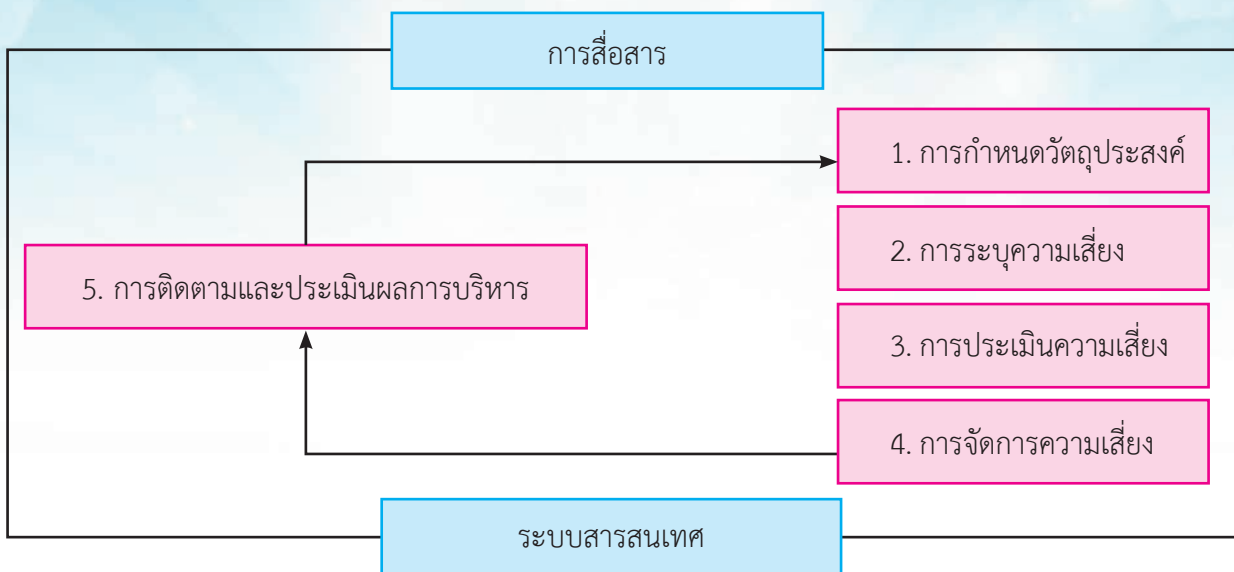 การสื่อสาร
1. การกำหนดวัตถุประสงค์
2. การระบุความเสี่ยง
3. การประเมินความเสี่ยง
4. การจัดการความเสี่ยง
5. การติดตามและประเมินผลการบริหาร
ระบบสารสนเทศ